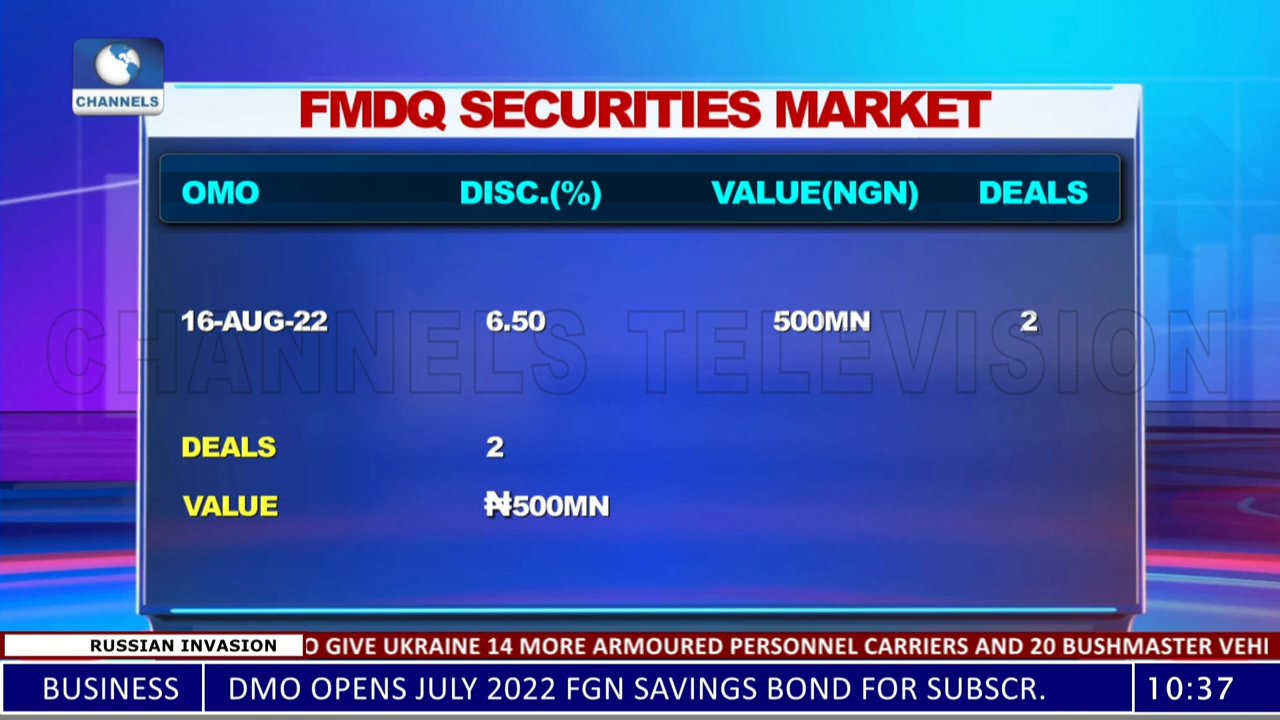 CHANNELS
FMDQ SECURITIES MARKET
OMO DISC.(%) VALUE(NGN) DEALS
16-AUG-22 6.50 500MN 2
CHANNELS TELEVISION
DEALS 2
VALUE ₦500MN
RUSSIAN INVASION O GIVE UKRAINE 14 MORE ARMOURED PERSONNEL CARRIERS AND 20 BUSHMASTER VEHI
BUSINESS DMO OPENS JULY 2022 FGN SAVINGS BOND FOR SUBSCR. 10:37